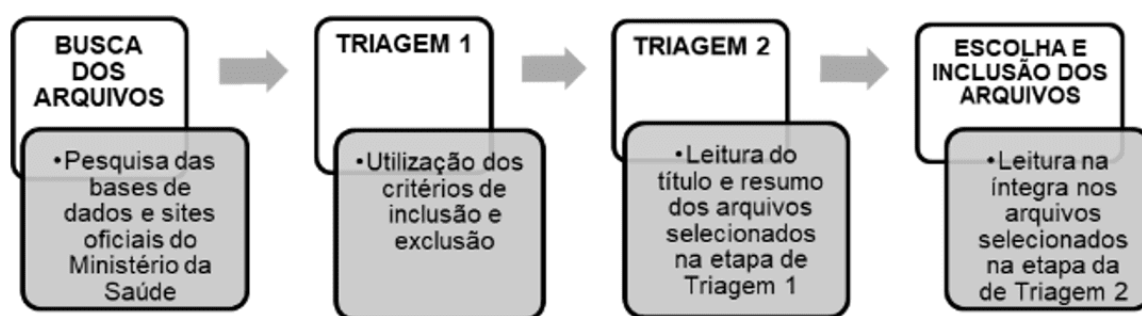 BUSCA
DOS
ARQUIVOS
•Pesquisa das
bases de
dados e sites
oficiais do
Ministério da
Saúde
TRIAGEM 1
•Utilização dos
critérios de
inclusão e
exclusão
TRIAGEM 2
•Leitura do
título e resumo
dos arquivos
selecionados
na etapa de
Triagem 1
ESCOLHA E
INCLUSÃO DOS
ARQUIVOS
•Leitura na
íntegra nos
arquivos
selecionados
na etapa da
de Triagem 2